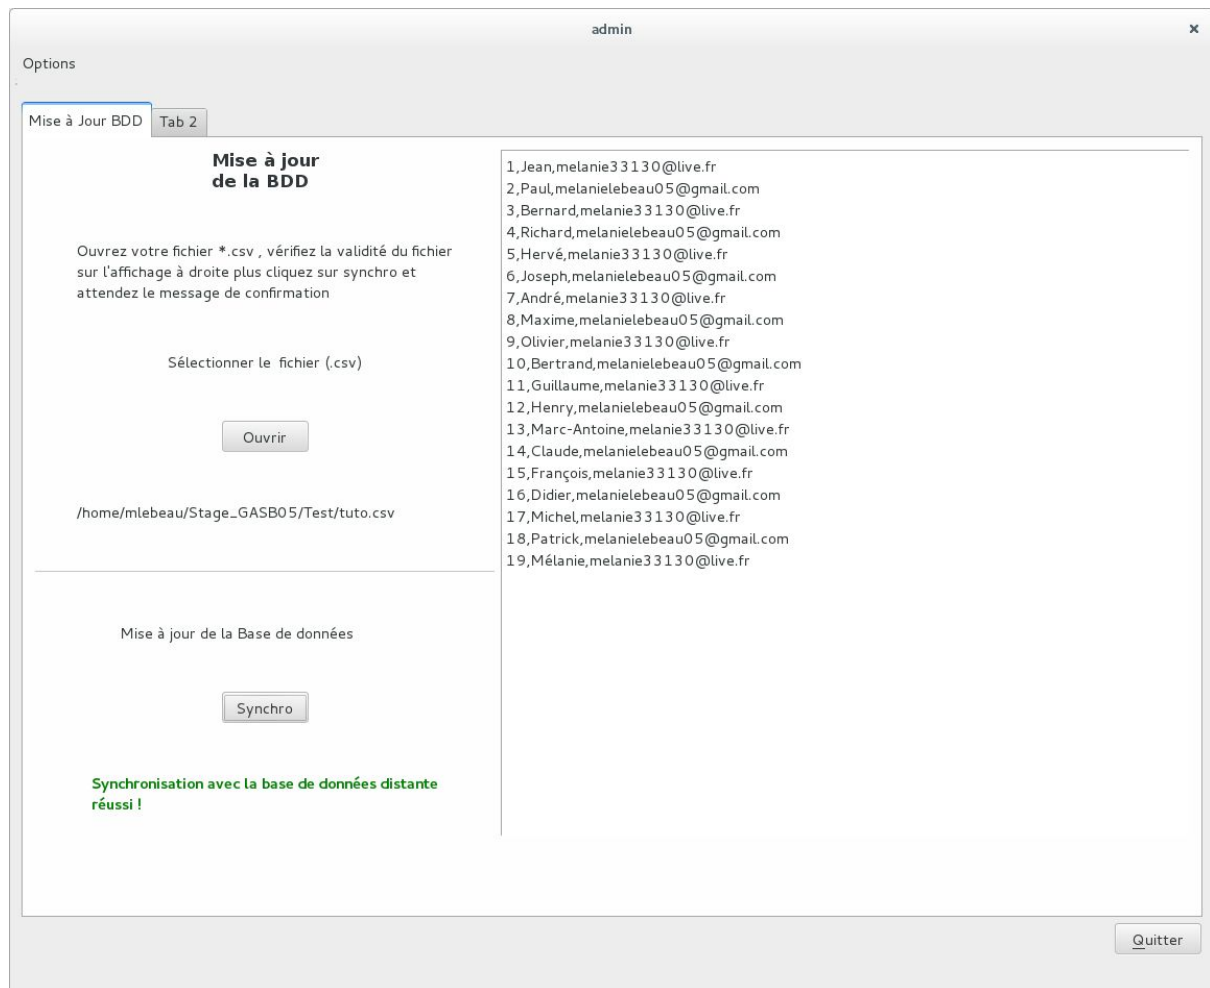 admin
Options
Mise à Jour BDD
Tab 2
Mise à jour
de la BDD
Ouvrez votre fichier *.csv , vérifiez la validité du fichier
sur l'affichage à droite plus cliquez sur synchro et
attendez le message de confirmation
Sélectionner le fichier (.csv)
Ouvrir
/home/mlebeau/Stage_GASB05/Test/tuto.csv
Mise à jour de la Base de données
Synchro
Synchronisation avec la base de données distante
réussi !
1,Jean,melanie33130@live.fr
2,Paul,melanielebeau05@gmail.com
3,Bernard,melanie33130@live.fr
4,Richard,melanielebeau05@gmail.com
5,Hervé,melanie33130@live.fr
6,Joseph,melanielebeau05@gmail.com
7,André,melanie33130@live.fr
8,Maxime,melanielebeau05@gmail.com
9,Olivier,melanie33130@live.fr
10,Bertrand,melanielebeau05@gmail.com
11,Guillaume,melanie33130@live.fr
12,Henry,melanielebeau05@gmail.com
13,Marc-Antoine,melanie33130@live.fr
14,Claude,melanielebeau05@gmail.com
15,François,melanie33130@live.fr
16,Didier,melanielebeau05@gmail.com
17,Michel,melanie33130@live.fr
18,Patrick,melanielebeau05@gmail.com
19,Mélanie,melanie33130@live.fr
Quitter